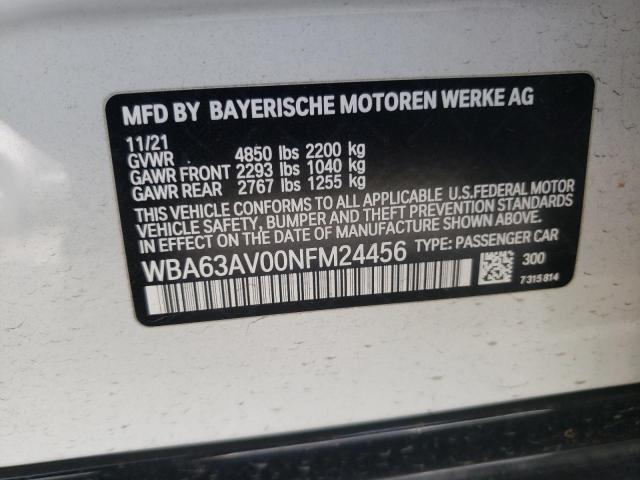 MFD BY BAYERISCHE MOTOREN WERKE AG
11/21
GVWR 4850 lbs 2200 kg
GAWR FRONT 2293 lbs 1040 kg
GAWR REAR 2767 lbs 1255 kg
THIS VEHICLE CONFORMS TO ALL APPLICABLE U.S.FEDERAL MOTOR
VEHICLE SAFETY, BUMPER AND THEFT PREVENTION STANDARDS
IN EFFECT ON THE DATE OF MANUFACTURE SHOWN ABOVE.
WBA63AV00NFM24456 TYPE: PASSENGER CAR
300
7315814